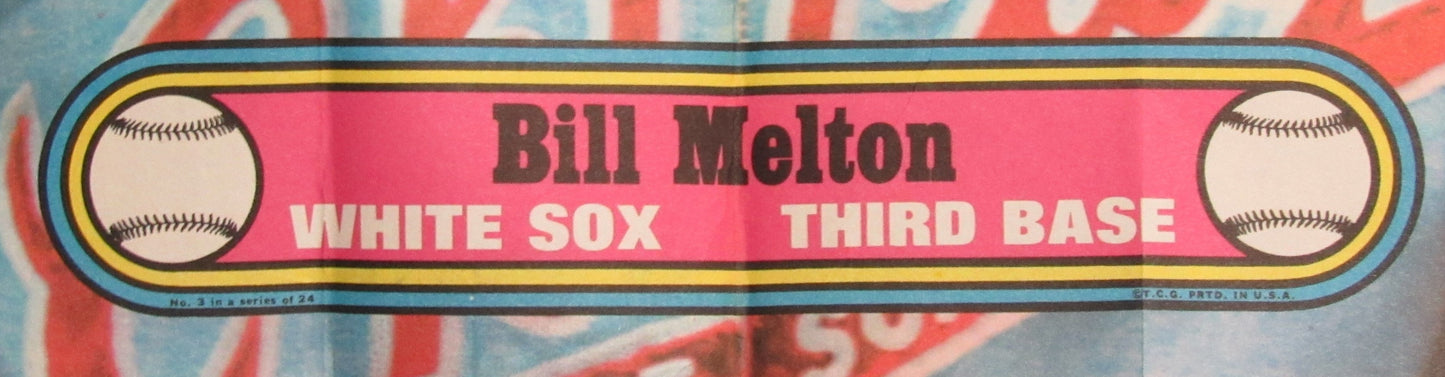 Bill Melton
WHITE SOX THIRD BASE
No. 3 in a series of 24
©T.C.G. PRTD. IN U.S.A.